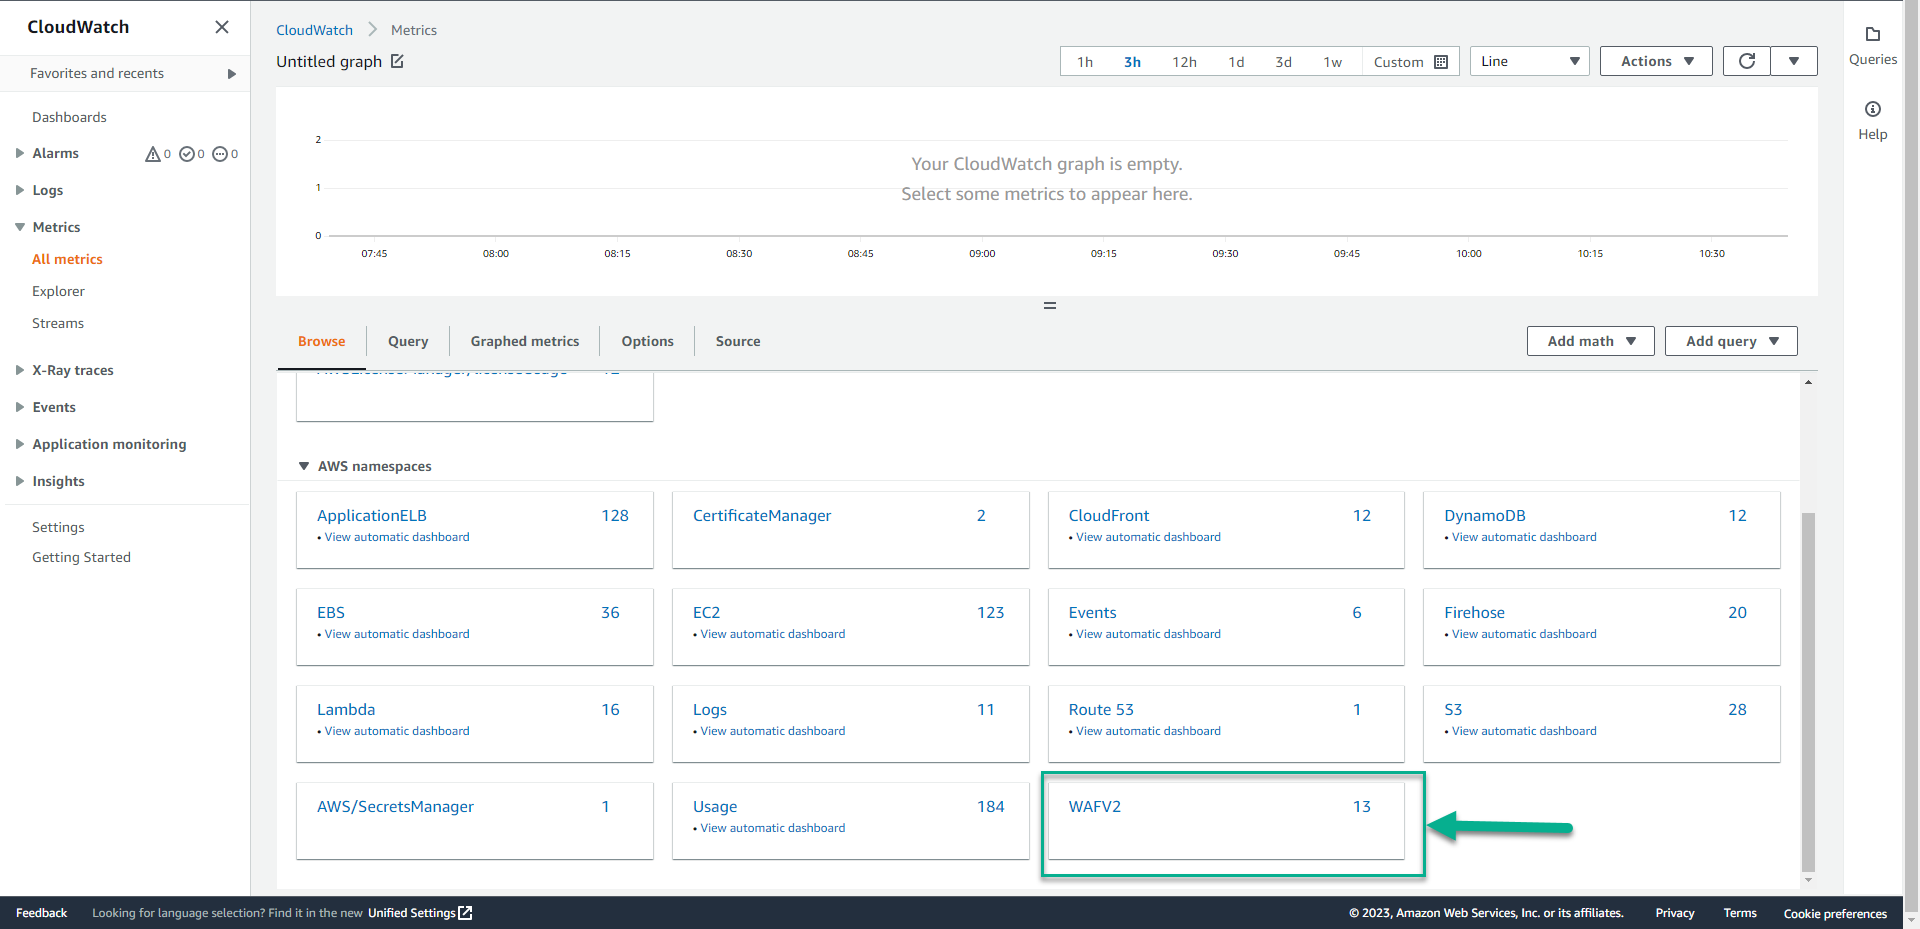 CloudWatch
Favorites and recents
Dashboards
Alarms 0 0 0
Logs
Metrics
All metrics
Explorer
Streams
X-Ray traces
Events
Application monitoring
Insights
Settings
Getting Started
CloudWatch Metrics
Untitled graph
1h 3h 12h 1d 3d 1w Custom Line Actions
Queries
Help
2
1
0
Your CloudWatch graph is empty.
Select some metrics to appear here.
07:45 08:00 08:15 08:30 08:45 09:00 09:15 09:30 09:45 10:00 10:15 10:30
Browse Query Graphed metrics Options Source Add math Add query
AWS namespaces
ApplicationELB 128
• View automatic dashboard
CertificateManager 2
CloudFront 12
• View automatic dashboard
DynamoDB 12
• View automatic dashboard
EBS 36
• View automatic dashboard
EC2 123
• View automatic dashboard
Events 6
• View automatic dashboard
Firehose 20
• View automatic dashboard
Lambda 16
• View automatic dashboard
Logs 11
• View automatic dashboard
Route 53 1
• View automatic dashboard
S3 28
• View automatic dashboard
AWS/SecretsManager 1
Usage 184
• View automatic dashboard
WAFV2 13
Feedback Looking for language selection? Find it in the new Unified Settings © 2023, Amazon Web Services, Inc. or its affiliates. Privacy Terms Cookie preferences